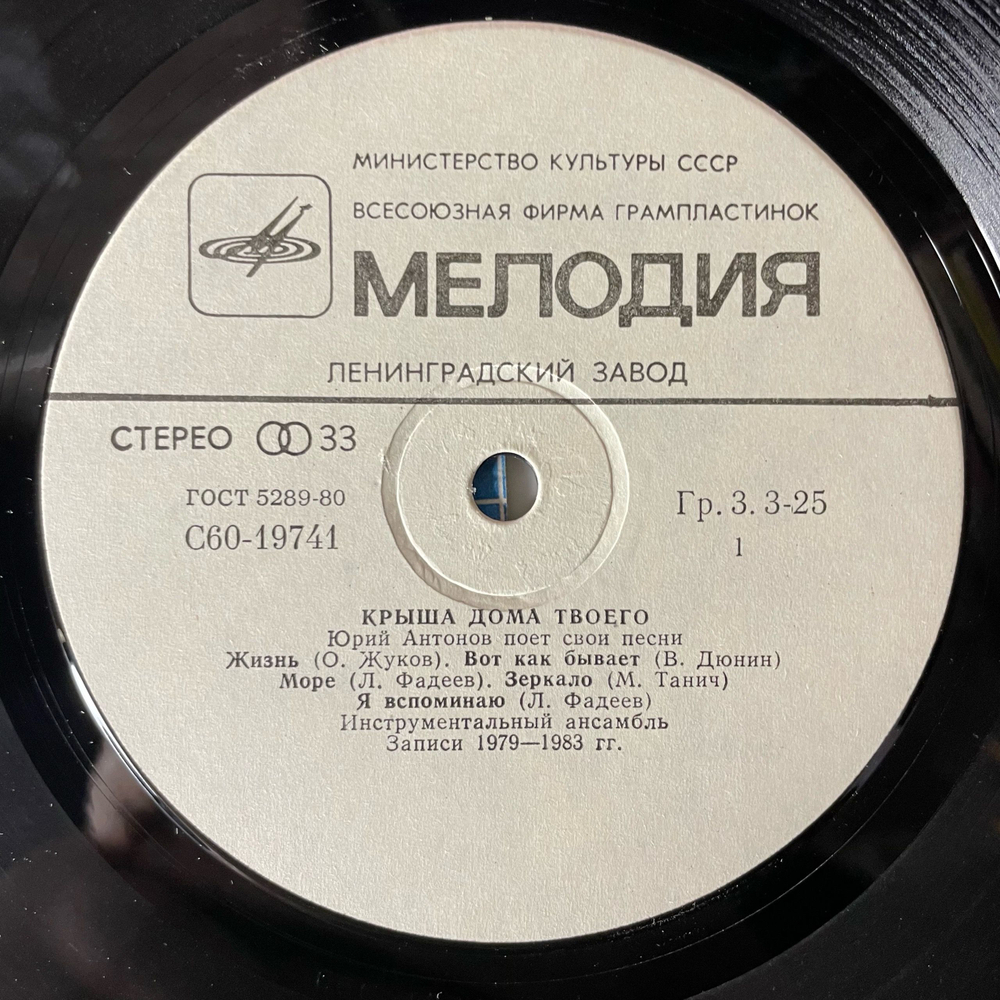 МИНИСТЕРСТВО КУЛЬТУРЫ СССР
ВСЕСОЮЗНАЯ ФИРМА ГРАМПЛАСТИНОК
МЕЛОДИЯ
ЛЕНИНГРАДСКИЙ ЗАВОД
СТЕРЕО 33
ГОСТ 5289-80
С60-19741
Гр. 3. 3-25
1
КРЫША ДОМА ТВОЕГО
Юрий Антонов поет свои песни
Жизнь (О. Жуков). Вот как бывает (В. Дюнин)
Море (Л. Фадеев). Зеркало (М. Танич)
Я вспоминаю (Л. Фадеев)
Инструментальный ансамбль
Записи 1979—1983 гг.